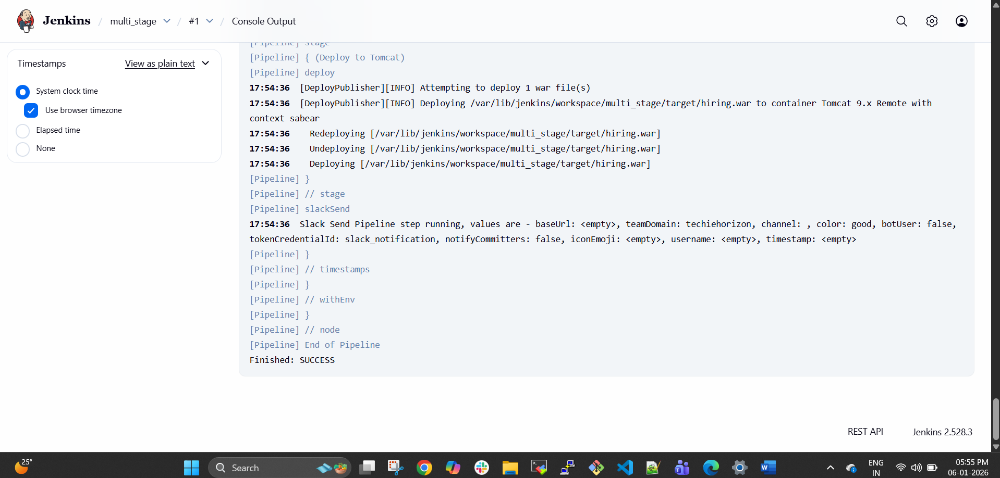 Jenkins / multi_stage / #1 / Console Output
Timestamps
View as plain text
System clock time
Use browser timezone
Elapsed time
None
[Pipeline] stage
[Pipeline] { (Deploy to Tomcat)
[Pipeline] deploy
17:54:36  [DeployPublisher][INFO] Attempting to deploy 1 war file(s)
17:54:36  [DeployPublisher][INFO] Deploying /var/lib/jenkins/workspace/multi_stage/target/hiring.war to container Tomcat 9.x Remote with
context sabear
17:54:36    Redeploying [/var/lib/jenkins/workspace/multi_stage/target/hiring.war]
17:54:36    Undeploying [/var/lib/jenkins/workspace/multi_stage/target/hiring.war]
17:54:36    Deploying [/var/lib/jenkins/workspace/multi_stage/target/hiring.war]
[Pipeline] }
[Pipeline] // stage
[Pipeline] slackSend
17:54:36  Slack Send Pipeline step running, values are - baseUrl: <empty>, teamDomain: techiehorizon, channel: , color: good, botUser: false,
tokenCredentialId: slack_notification, notifyCommitters: false, iconEmoji: <empty>, username: <empty>, timestamp: <empty>
[Pipeline] }
[Pipeline] // timestamps
[Pipeline] }
[Pipeline] // withEnv
[Pipeline] }
[Pipeline] // node
[Pipeline] End of Pipeline
Finished: SUCCESS
REST API
Jenkins 2.528.3
25°
Search
ENG
IN
05:55 PM
06-01-2026